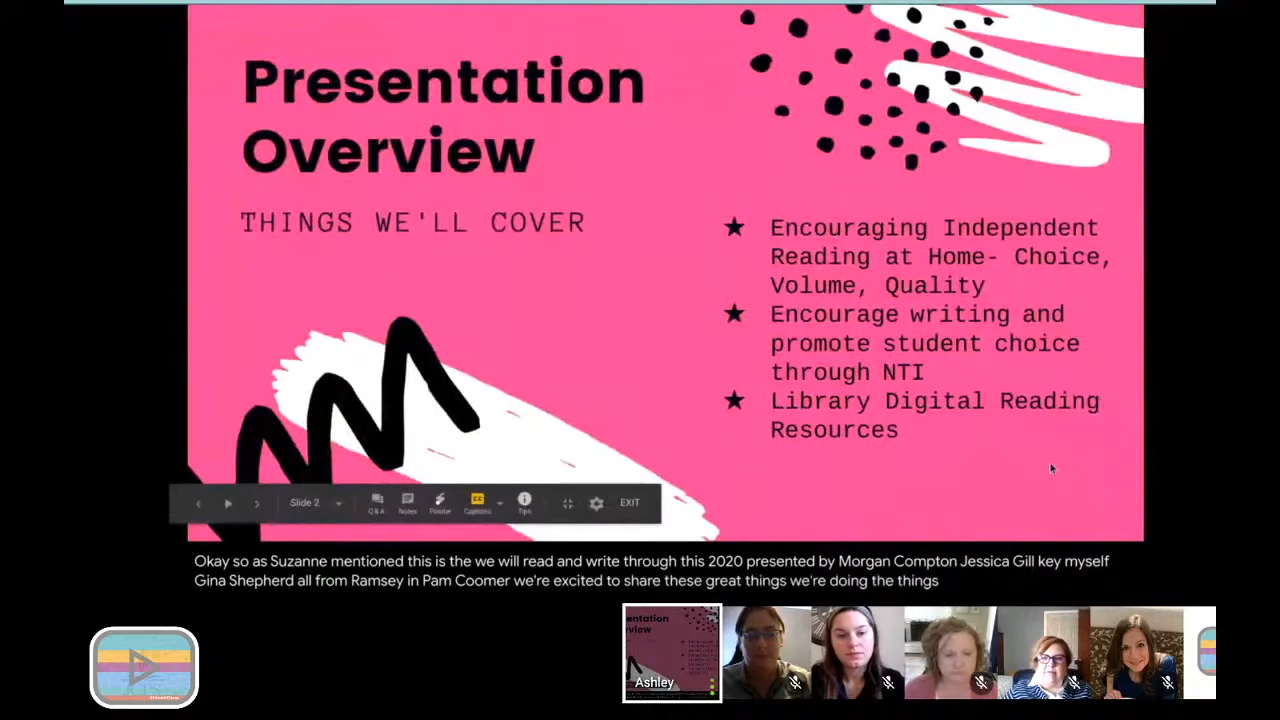 Presentation
Overview
THINGS WE'LL COVER
★ Encouraging Independent
Reading at Home- Choice,
Volume, Quality
★ Encourage writing and
promote student choice
through NTI
★ Library Digital Reading
Resources
Slide 2
Q & A
Notes
Pointer
Captions
Tips
EXIT
Okay so as Suzanne mentioned this is the we will read and write through this 2020 presented by Morgan Compton Jessica Gill key myself
Gina Shepherd all from Ramsey in Pam Coomer we're excited to share these great things we're doing the things
Ashley